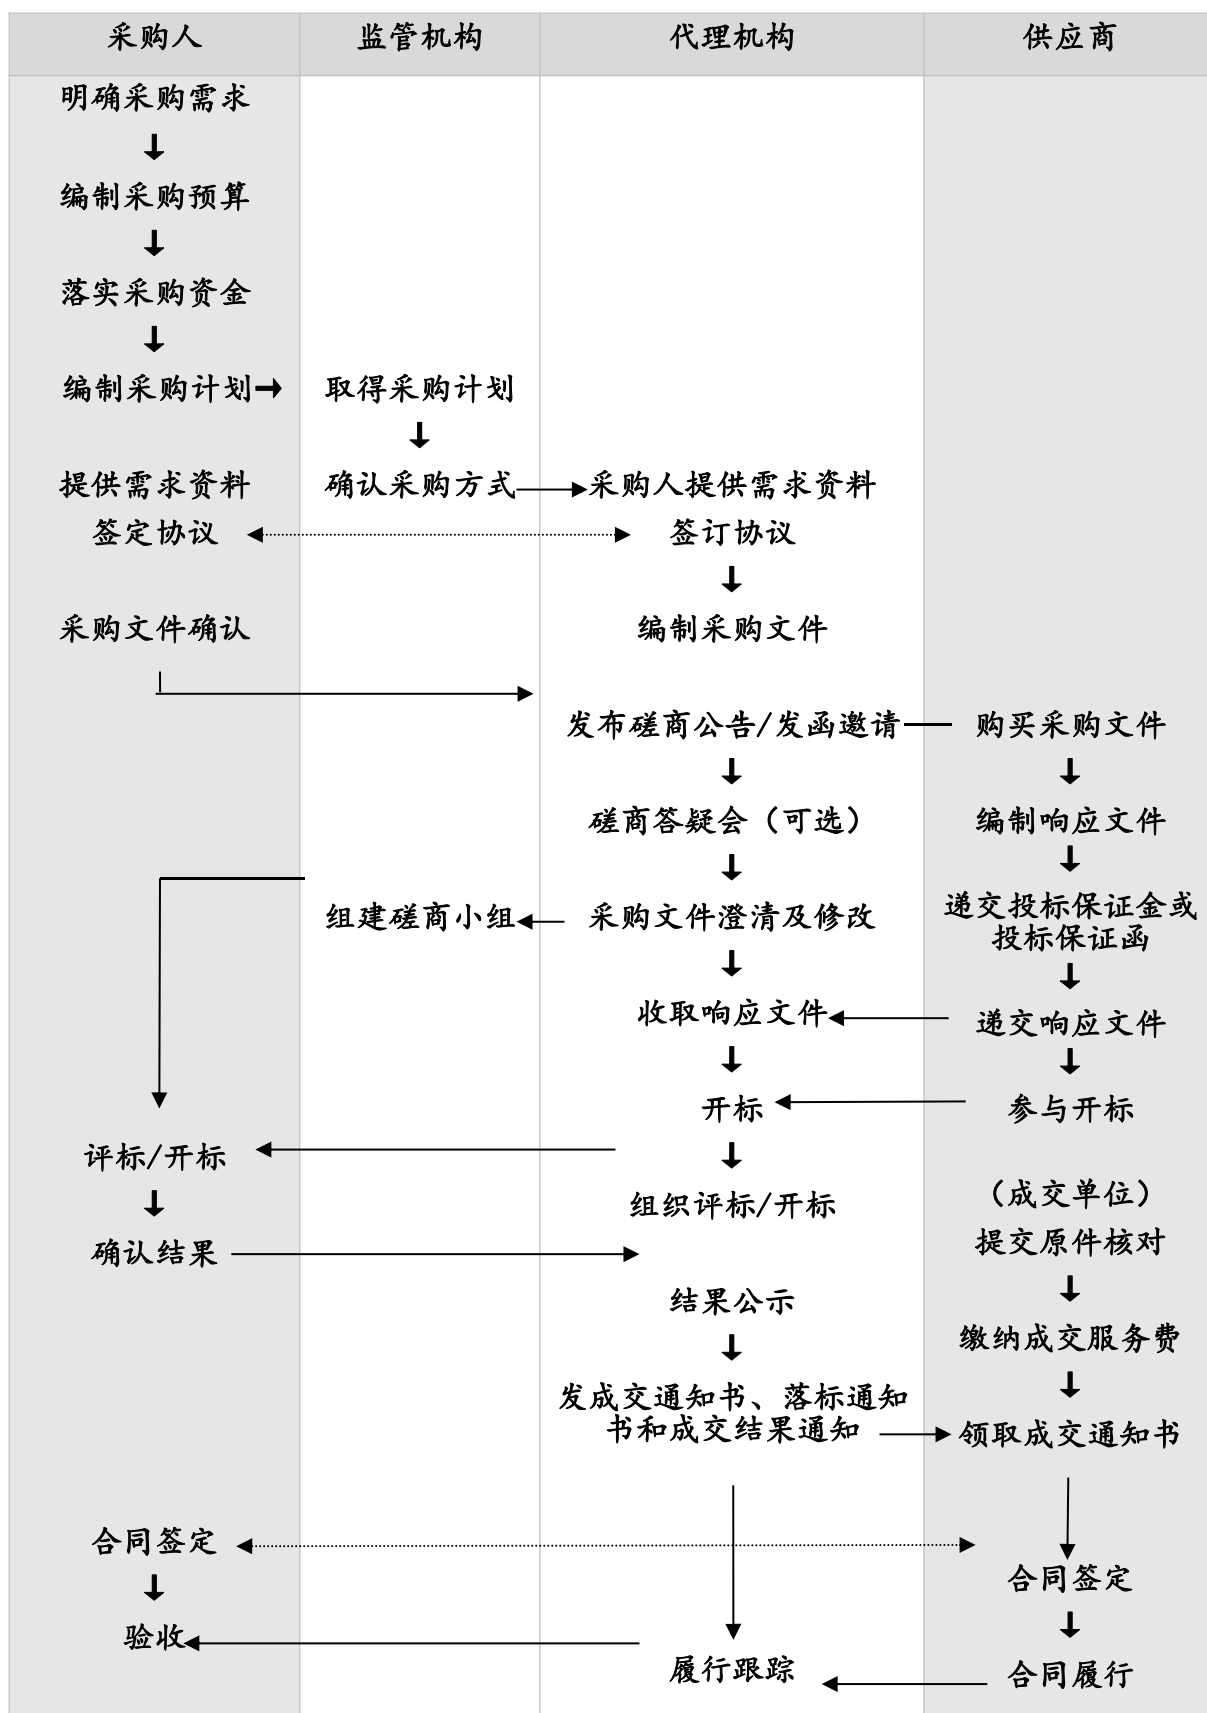 采购人 监管机构 代理机构 供应商
明确采购需求
编制采购预算
落实采购资金
编制采购计划 取得采购计划
提供需求资料 确认采购方式 采购人提供需求资料
签定协议 签订协议
采购文件确认 编制采购文件
发布磋商公告/发函邀请 购买采购文件
磋商答疑会（可选） 编制响应文件
组建磋商小组 采购文件澄清及修改 递交投标保证金或
投标保证函
收取响应文件 递交响应文件
开标 参与开标
评标/开标
组织评标/开标 （成交单位）
确认结果 提交原件核对
结果公示
缴纳成交服务费
发成交通知书、落标通知
书和成交结果通知 领取成交通知书
合同签定
合同签定
验收
履行跟踪 合同履行